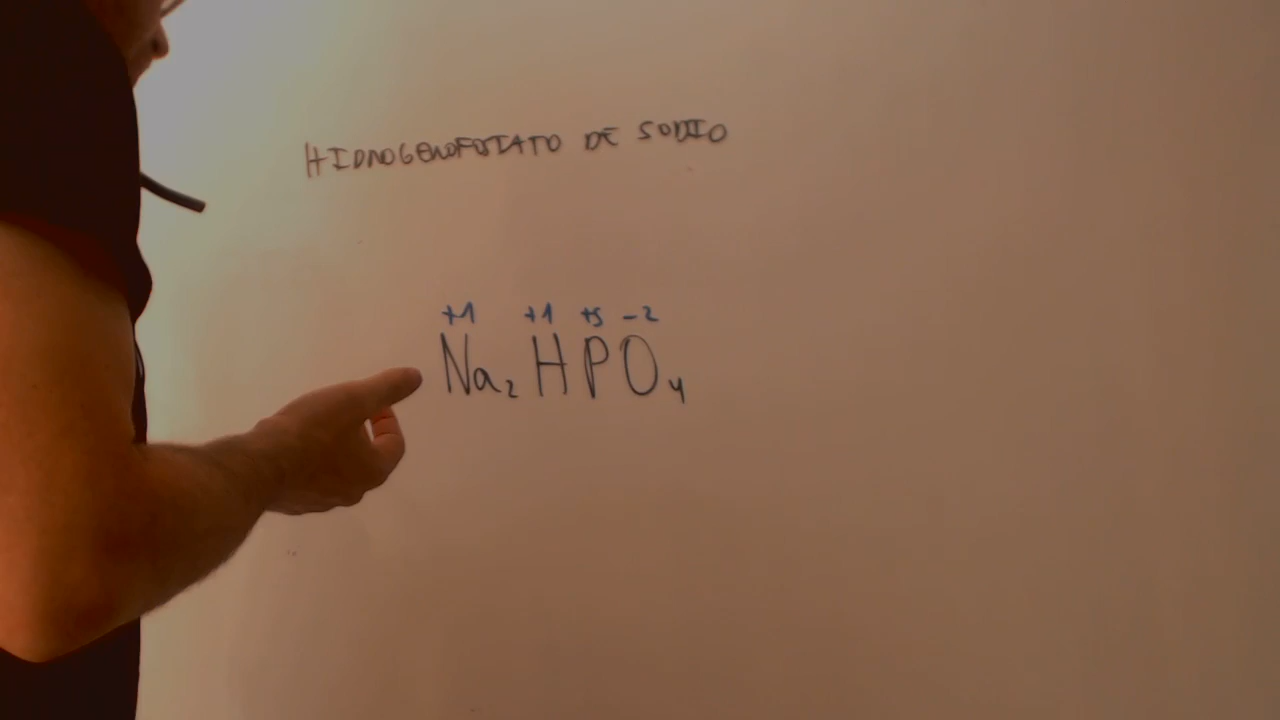 HIDROGENOFOSFATO DE SODIO
+1 +1 +5 -2
Na₂HPO₄